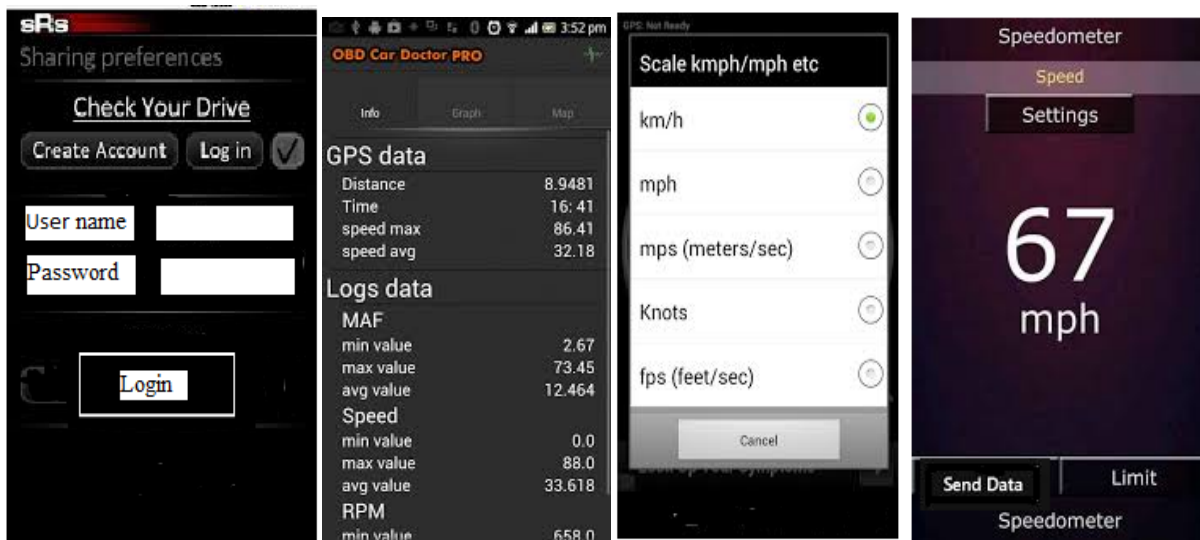 sRs
Sharing preferences
Check Your Drive
Create Account Log in
User name
Password
Login
3:52 pm
OBD Car Doctor PRO
Info Graph Map
GPS data
Distance 8.9481
Time 16: 41
speed max 86.41
speed avg 32.18
Logs data
MAF
min value 2.67
max value 73.45
avg value 12.464
Speed
min value 0.0
max value 88.0
avg value 33.618
RPM
min value 658.0
GPS: Not Ready
Scale kmph/mph etc
km/h
mph
mps (meters/sec)
Knots
fps (feet/sec)
Cancel
Speedometer
Speed
Settings
67
mph
Send Data Limit
Speedometer